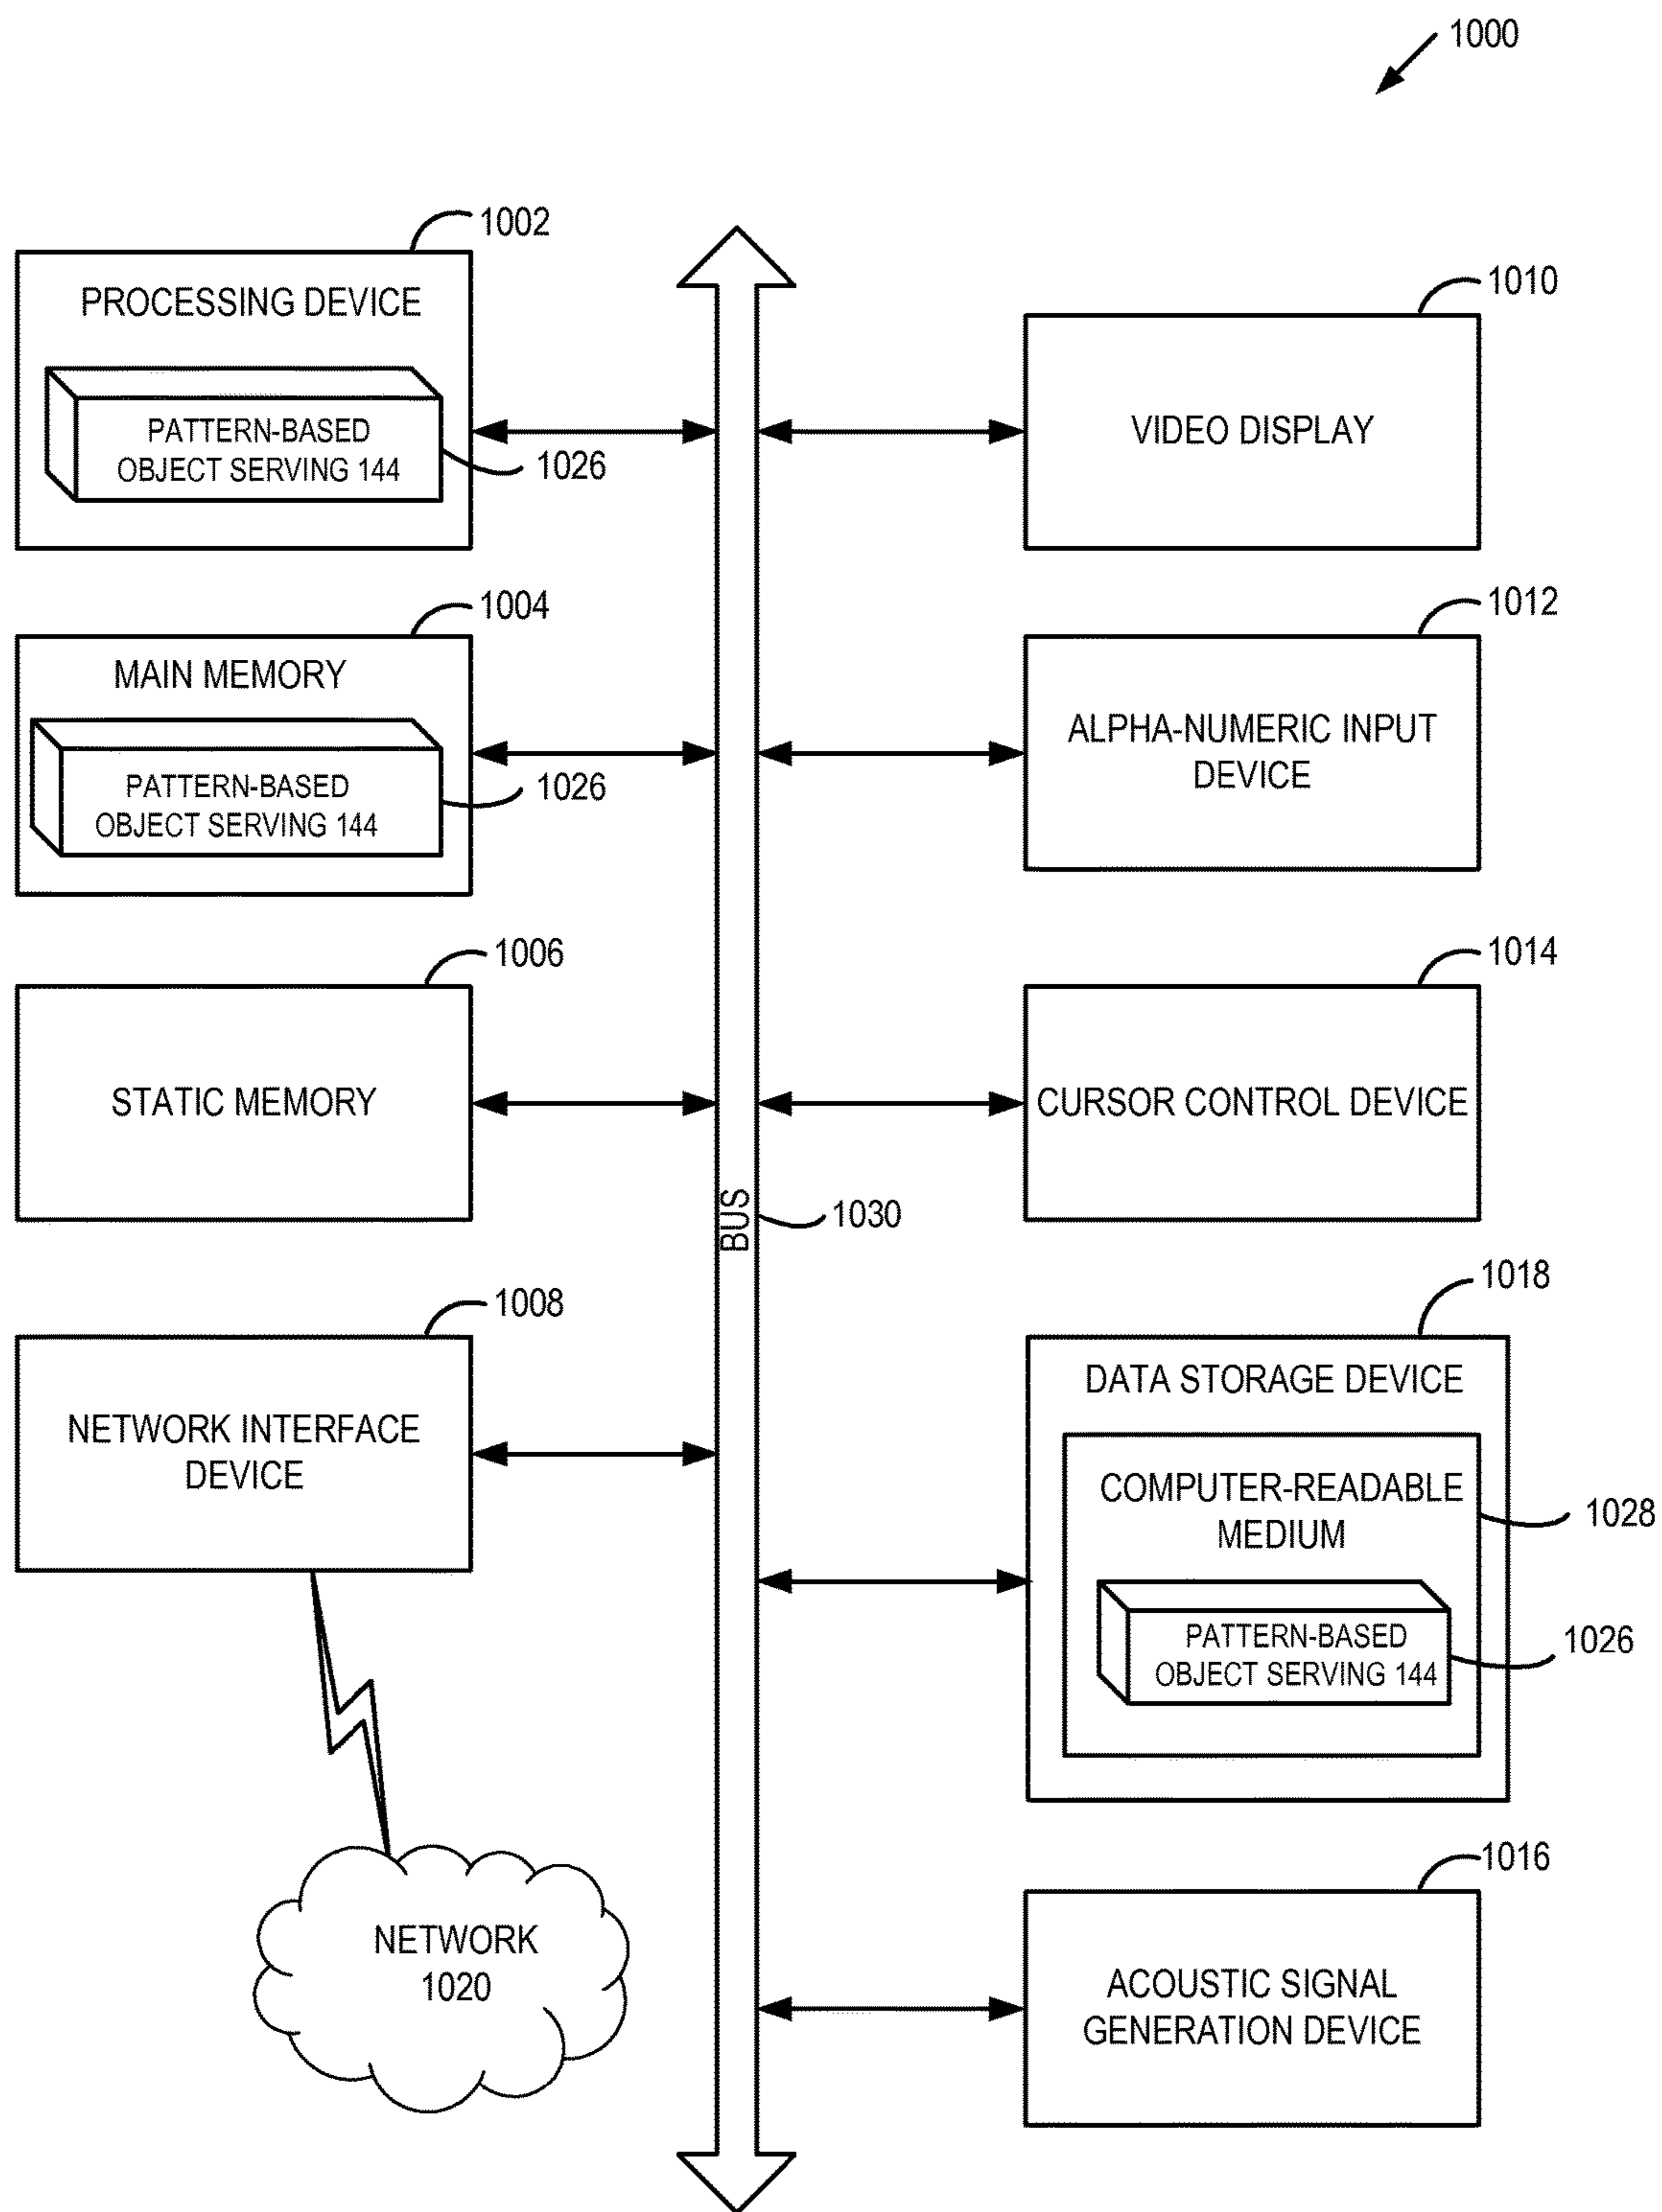 1000
1002
PROCESSING DEVICE
PATTERN-BASED
OBJECT SERVING 144
1026
1004
MAIN MEMORY
PATTERN-BASED
OBJECT SERVING 144
1026
1006
STATIC MEMORY
1008
NETWORK INTERFACE
DEVICE
NETWORK
1020
BUS
1030
1010
VIDEO DISPLAY
1012
ALPHA-NUMERIC INPUT
DEVICE
1014
CURSOR CONTROL DEVICE
1018
DATA STORAGE DEVICE
COMPUTER-READABLE
MEDIUM
1028
PATTERN-BASED
OBJECT SERVING 144
1026
1016
ACOUSTIC SIGNAL
GENERATION DEVICE